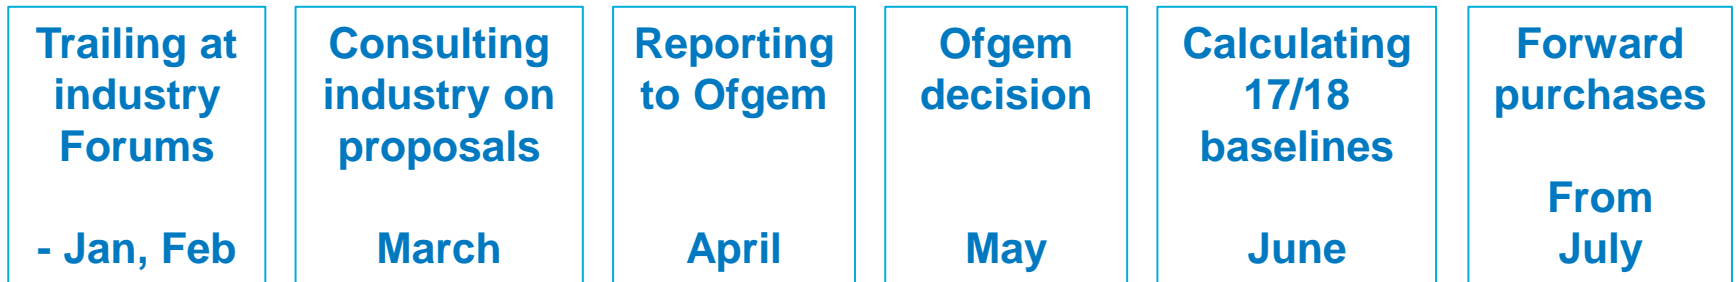 Trailing at
industry
Forums
- Jan, Feb
Consulting
industry on
proposals
March
Reporting
to Ofgem
April
Ofgem
decision
May
Calculating
17/18
baselines
June
Forward
purchases
From
July